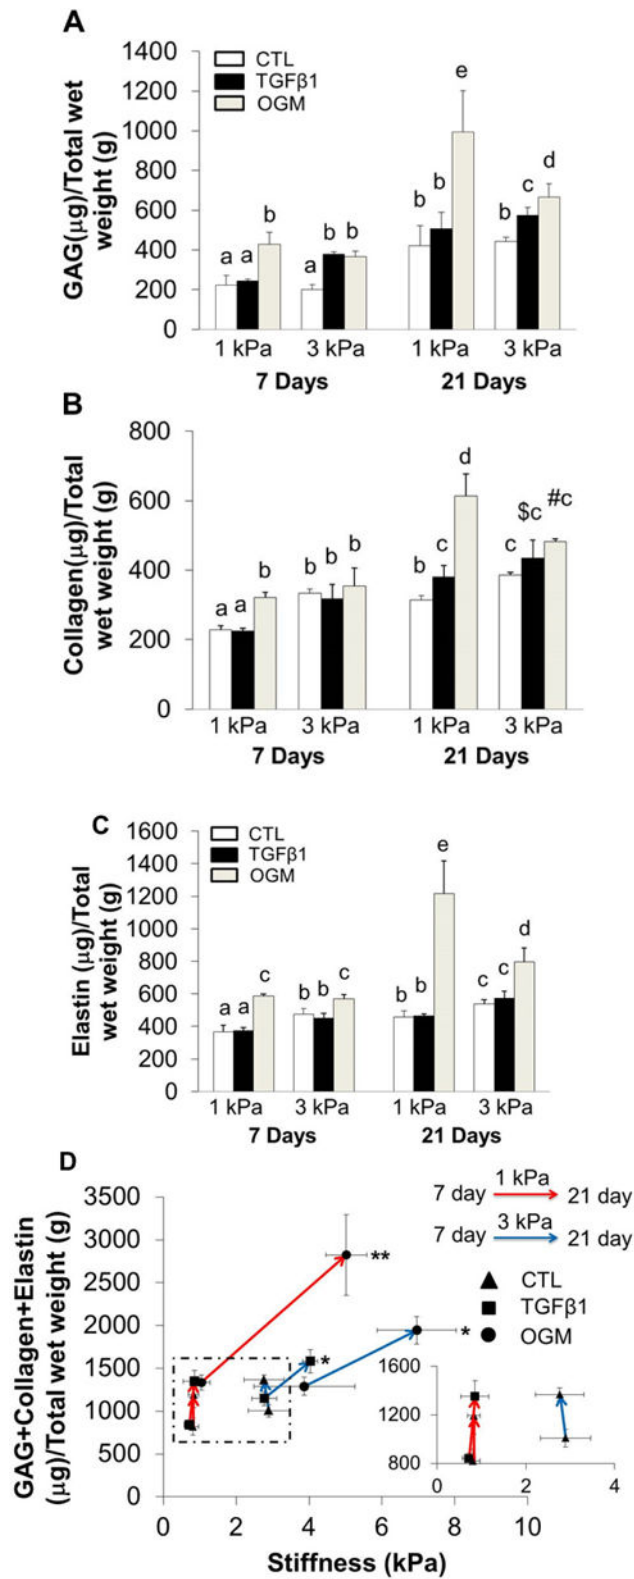 A
1400
1200
1000
800
600
400
200
0
GAG(μg)/Total wet
weight (g)
CTL
TGFβ1
OGM
a a b
a b b
b b e
b c d
1 kPa 3 kPa 1 kPa 3 kPa
7 Days 21 Days
B
800
600
400
200
0
Collagen(μg)/Total
wet weight (g)
a a b
b b b
b c d
c $c #c
1 kPa 3 kPa 1 kPa 3 kPa
7 Days 21 Days
C
1600
1400
1200
1000
800
600
400
200
0
Elastin (μg)/Total
wet weight (g)
CTL
TGFβ1
OGM
a a c
b b c
b b e
c c d
1 kPa 3 kPa 1 kPa 3 kPa
7 Days 21 Days
D
3500
3000
2500
2000
1500
1000
500
0
GAG+Collagen+Elastin
(μg)/Total wet weight (g)
7 day 1 kPa 21 day
7 day 3 kPa 21 day
CTL
TGFβ1
OGM
**
*
*
1600
1200
800
0 2 4
0 2 4 6 8 10
Stiffness (kPa)